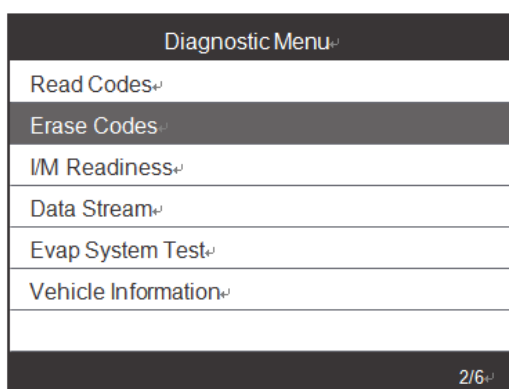 Diagnostic Menu
Read Codes
Erase Codes
I/M Readiness
Data Stream
Evap System Test
Vehicle Information
2/6